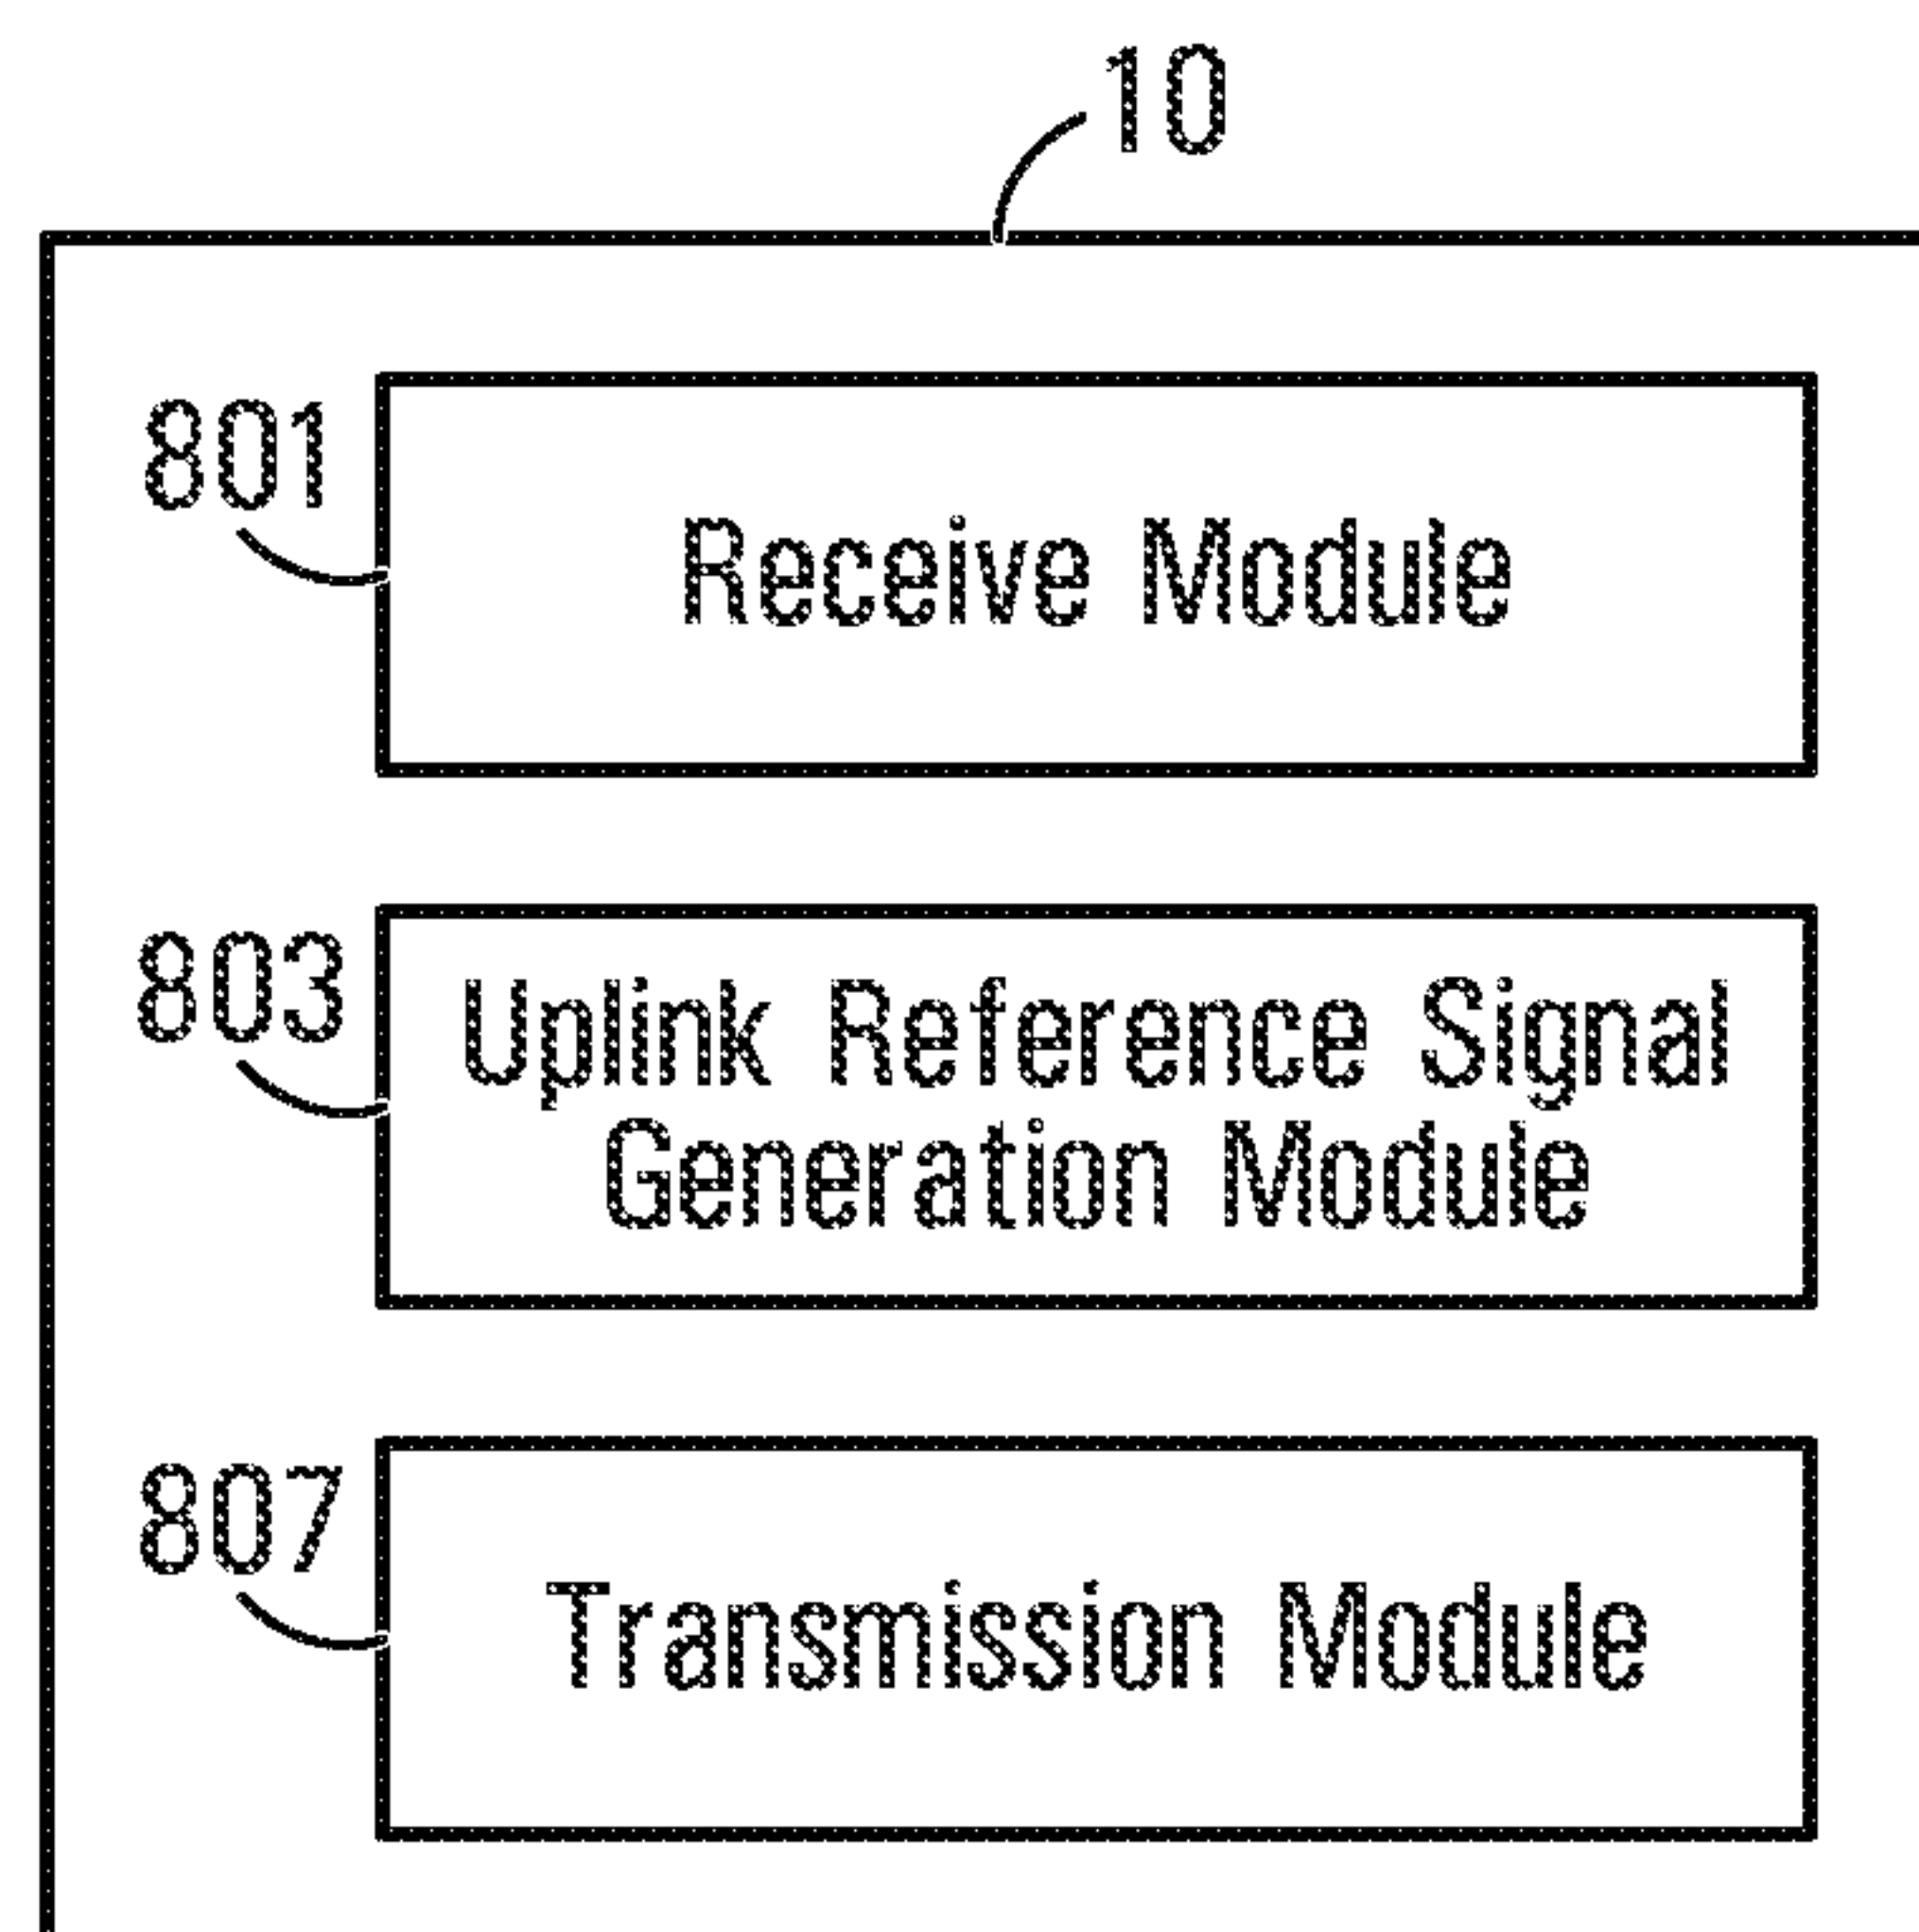 10
801
Receive Module
803
Uplink Reference Signal
Generation Module
807
Transmission Module